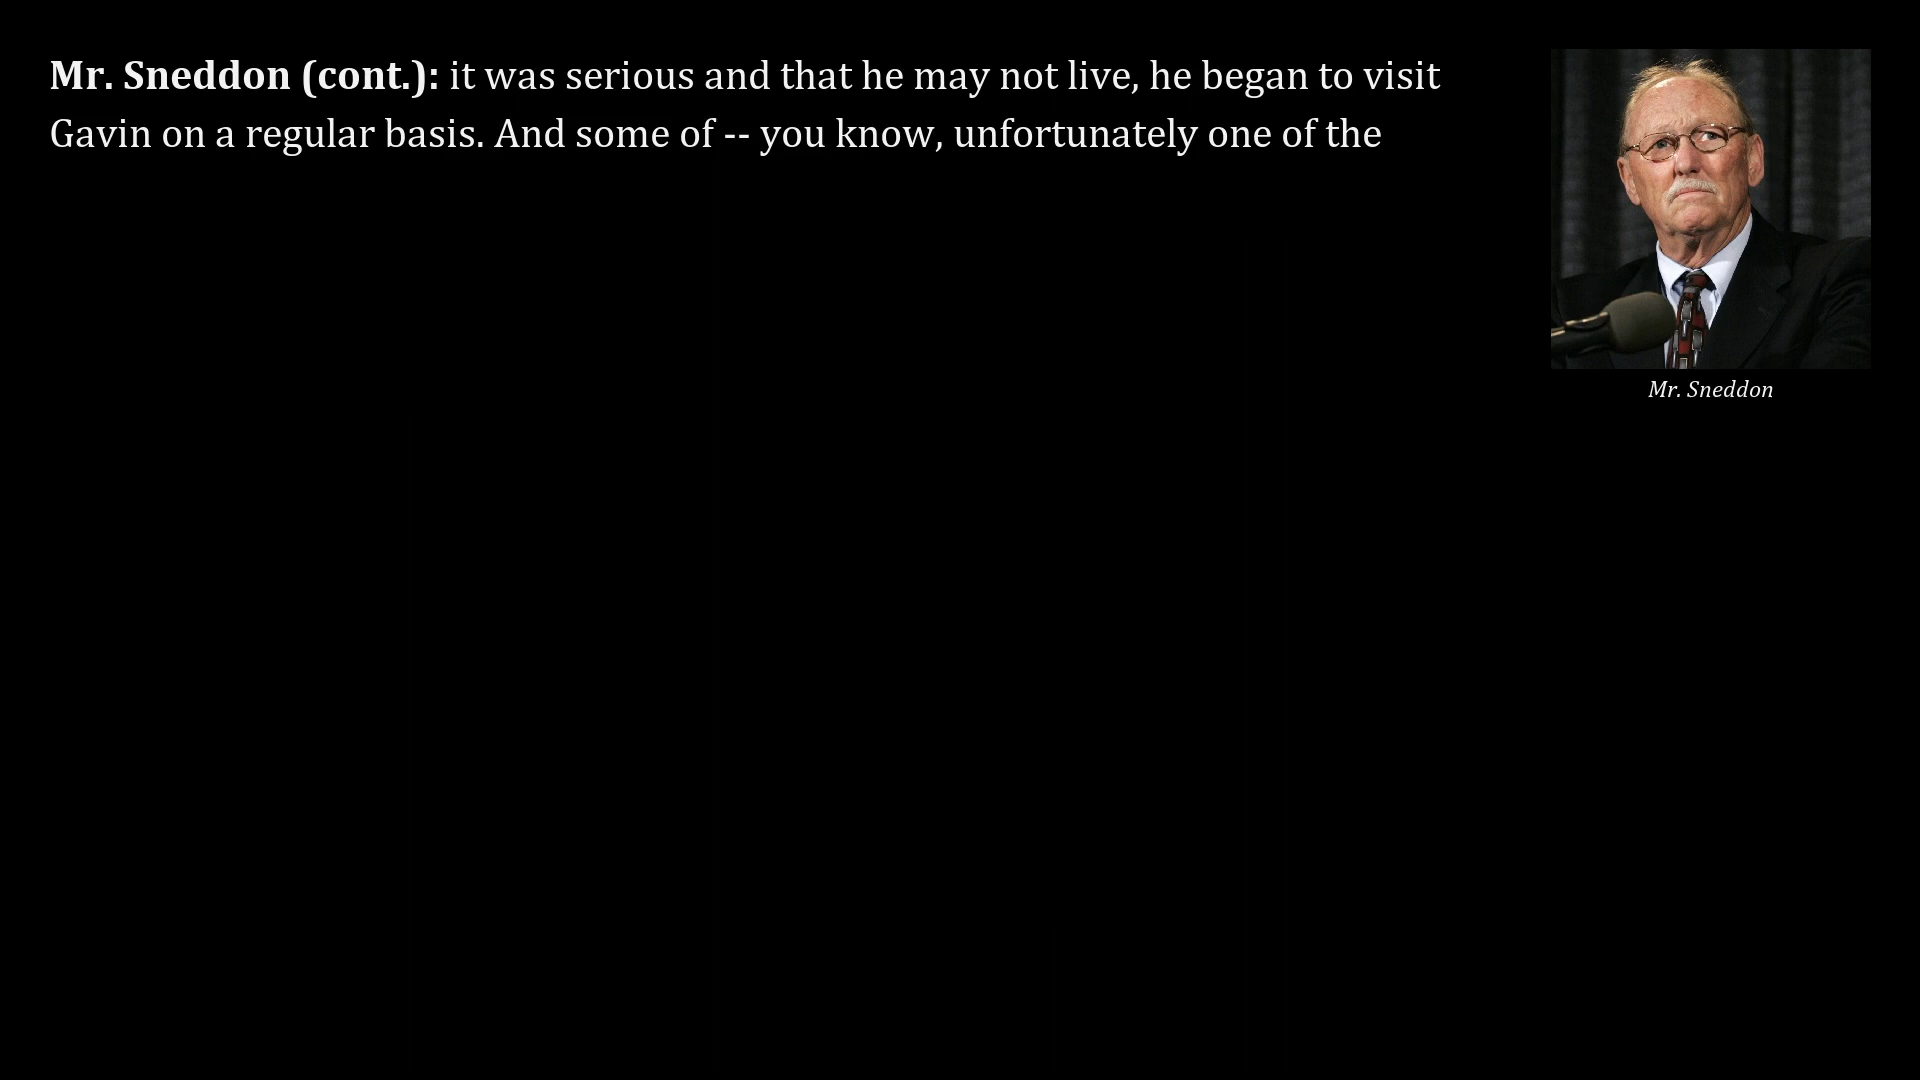 Mr. Sneddon (cont.): it was serious and that he may not live, he began to visit
Gavin on a regular basis. And some of -- you know, unfortunately one of the
Mr. Sneddon